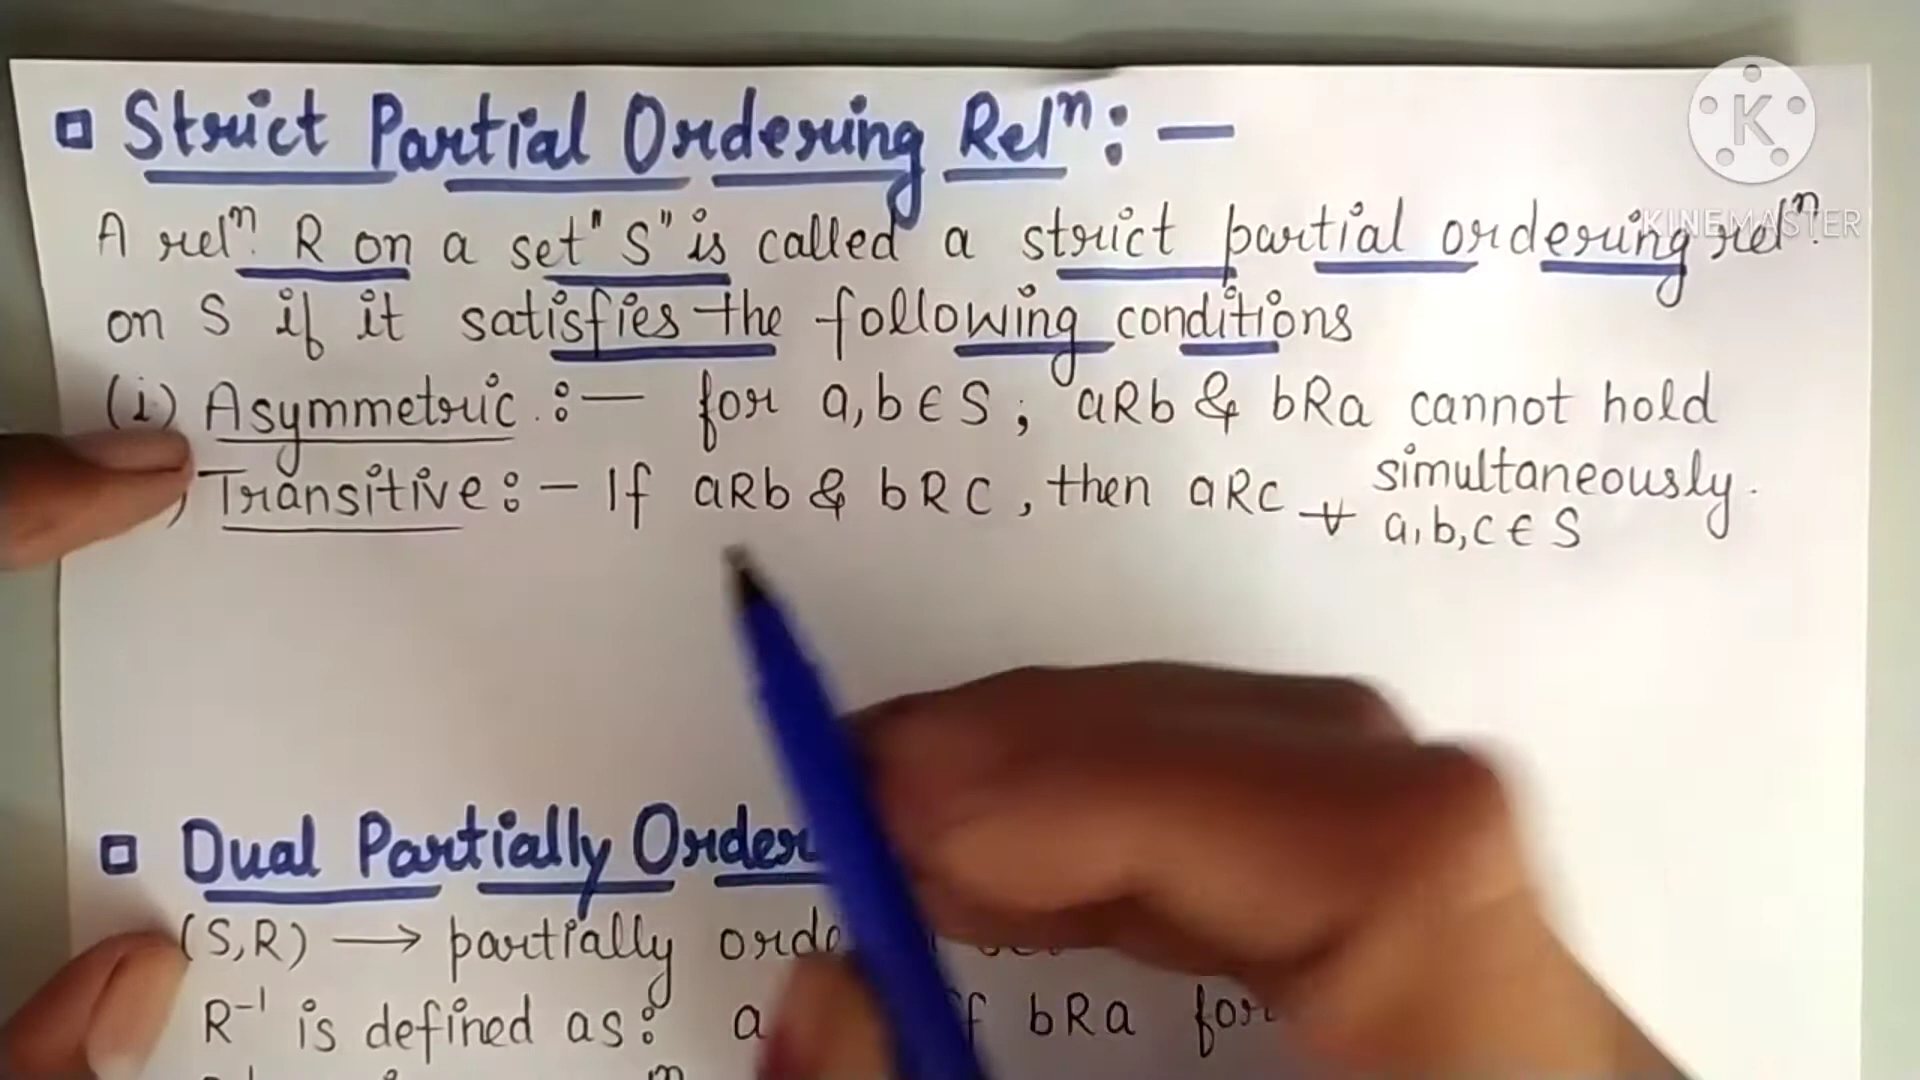 ▫ Strict Partial Ordering Relⁿ : —
A relⁿ. R on a set "S" is called a strict partial ordering relⁿ.
on S if it satisfies the following conditions
(i) Asymmetric :— for a,b ∈ S ; aRb & bRa cannot hold
simultaneously.
) Transitive :— If aRb & bRc , then aRc ∀ a,b,c ∈ S
▫ Dual Partially Order
(S,R) → partially orde
R⁻¹ is defined as : a bRa for
K
KINEMASTER